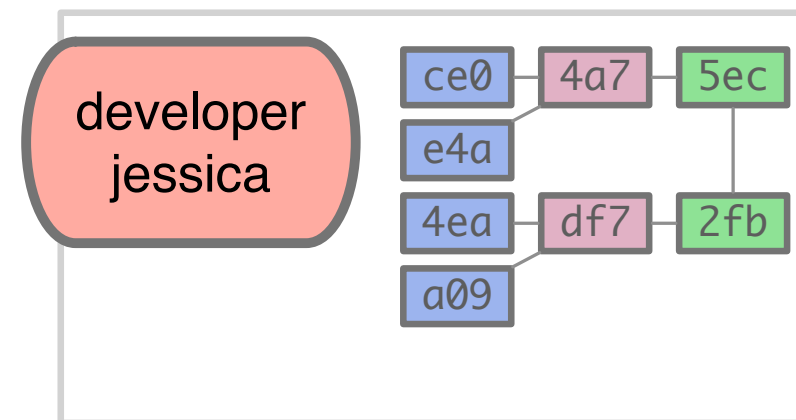 developer
jessica
ce0 4a7 5ec
e4a
4ea df7 2fb
a09